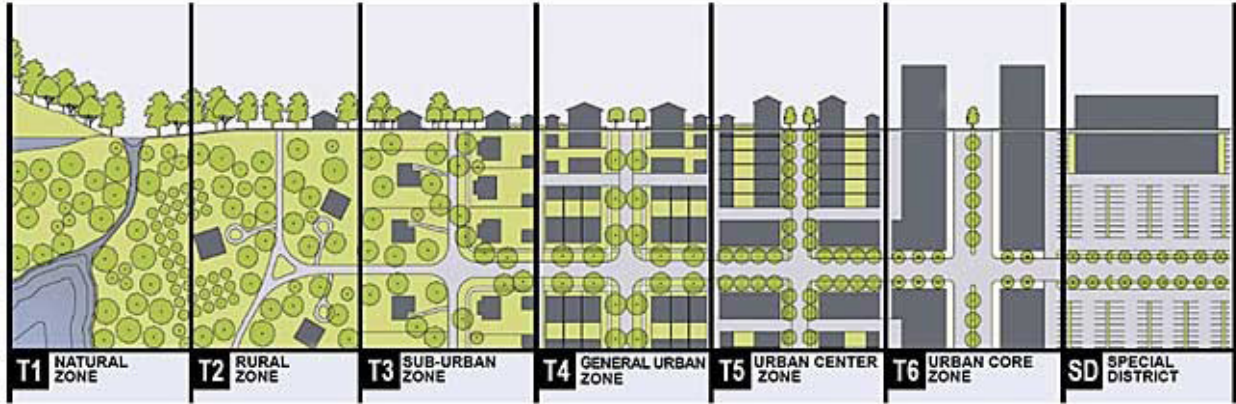 T1 NATURAL
ZONE
T2 RURAL
ZONE
T3 SUB-URBAN
ZONE
T4 GENERAL URBAN
ZONE
T5 URBAN CENTER
ZONE
T6 URBAN CORE
ZONE
SD SPECIAL
DISTRICT